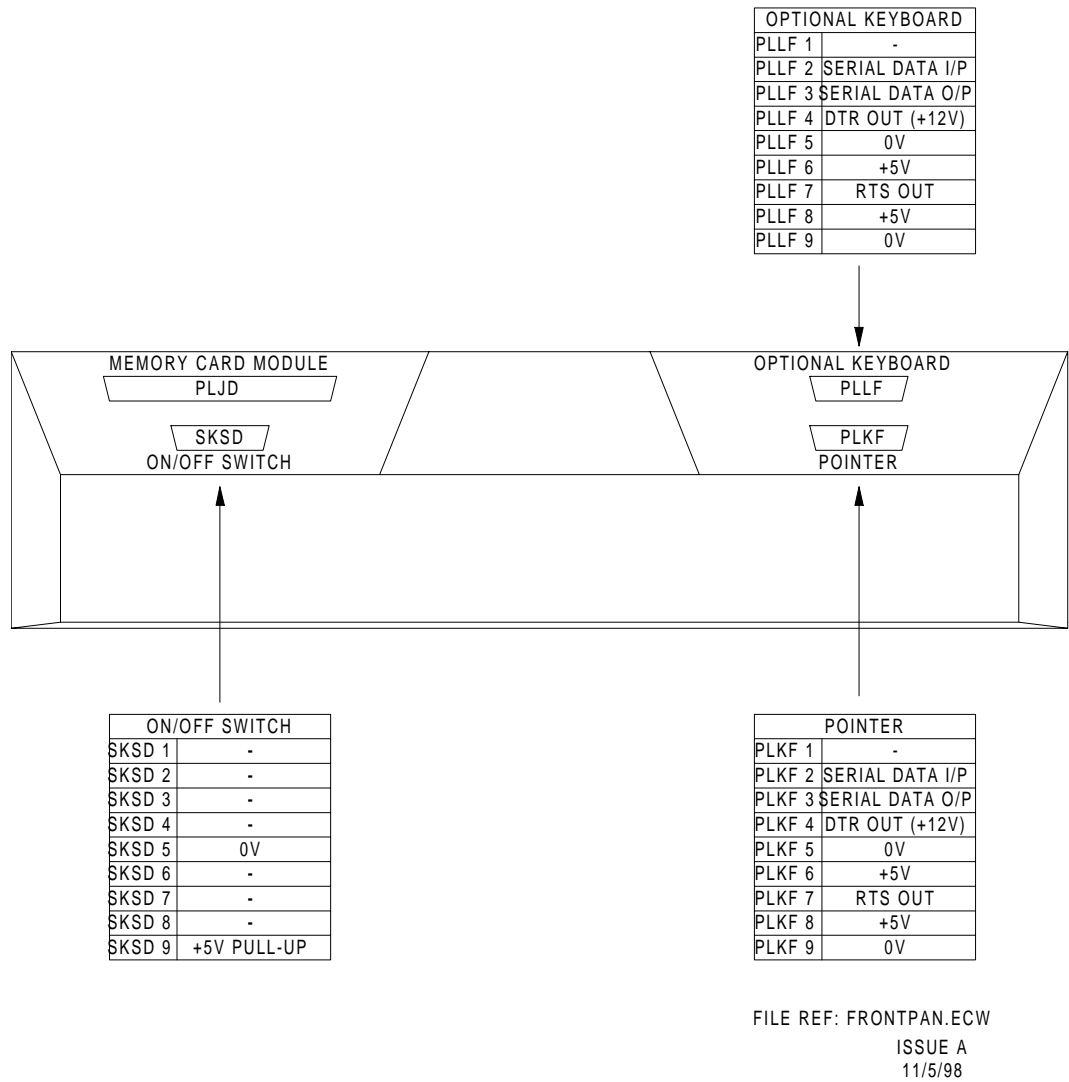 OPTIONAL KEYBOARD
PLLF 1 -
PLLF 2 SERIAL DATA I/P
PLLF 3 SERIAL DATA O/P
PLLF 4 DTR OUT (+12V)
PLLF 5 0V
PLLF 6 +5V
PLLF 7 RTS OUT
PLLF 8 +5V
PLLF 9 0V
MEMORY CARD MODULE
PLJD
SKSD
ON/OFF SWITCH
OPTIONAL KEYBOARD
PLLF
PLKF
POINTER
ON/OFF SWITCH
SKSD 1 -
SKSD 2 -
SKSD 3 -
SKSD 4 -
SKSD 5 0V
SKSD 6 -
SKSD 7 -
SKSD 8 -
SKSD 9 +5V PULL-UP
POINTER
PLKF 1 -
PLKF 2 SERIAL DATA I/P
PLKF 3 SERIAL DATA O/P
PLKF 4 DTR OUT (+12V)
PLKF 5 0V
PLKF 6 +5V
PLKF 7 RTS OUT
PLKF 8 +5V
PLKF 9 0V
FILE REF: FRONTPAN.ECW
ISSUE A
11/5/98